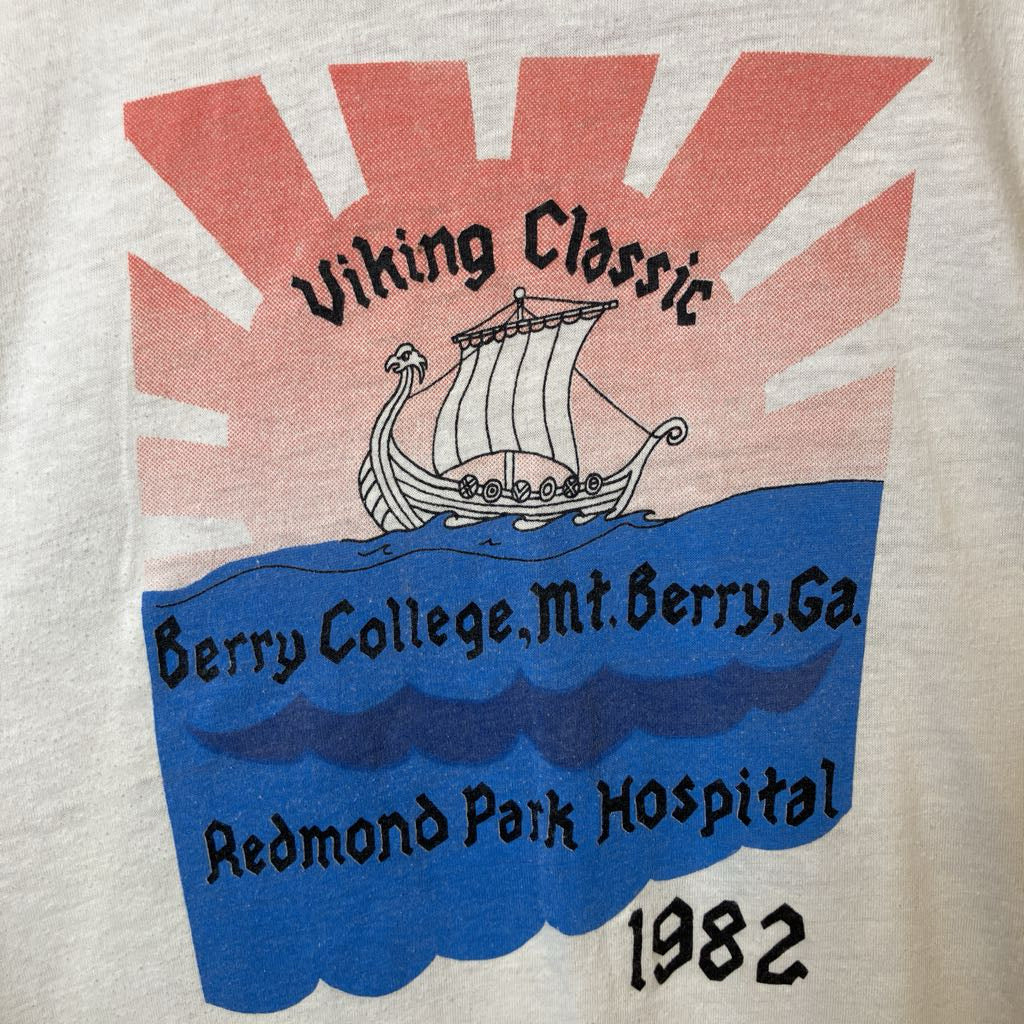 Viking Classic
Berry College, Mt. Berry, Ga.
Redmond Park Hospital
1982